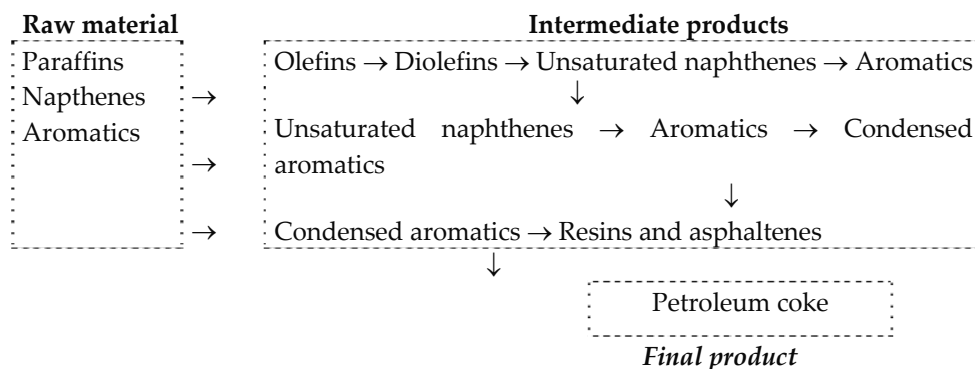 Raw material Intermediate products
Paraffins Olefins → Diolefins → Unsaturated naphthenes → Aromatics
Napthenes → ↓
Aromatics Unsaturated naphthenes → Aromatics → Condensed
→ aromatics
↓
→ Condensed aromatics → Resins and asphaltenes
↓
Petroleum coke
Final product